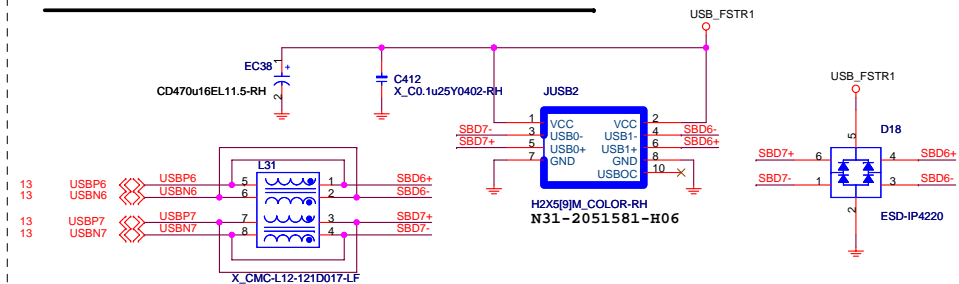 USB_FSTR1
EC38
1
+
2
CD470u16EL11.5-RH
C412
X_C0.1u25Y0402-RH
JUSB2
1 VCC VCC 2
SBD7- 3 USB0- USB1- 4 SBD6-
SBD7+ 5 USB0+ USB1+ 6 SBD6+
7 GND GND 8
USBOC 10
H2X5[9]M_COLOR-RH
N31-2051581-H06
USB_FSTR1
D18
5
SBD7+ 6 4 SBD6+
SBD7- 1 3 SBD6-
2
ESD-IP4220
L31
13 USBP6 USBP6 5 1 SBD6+
13 USBN6 USBN6 6 2 SBD6-
13 USBP7 USBP7 7 3 SBD7+
13 USBN7 USBN7 8 4 SBD7-
X_CMC-L12-121D017-LF